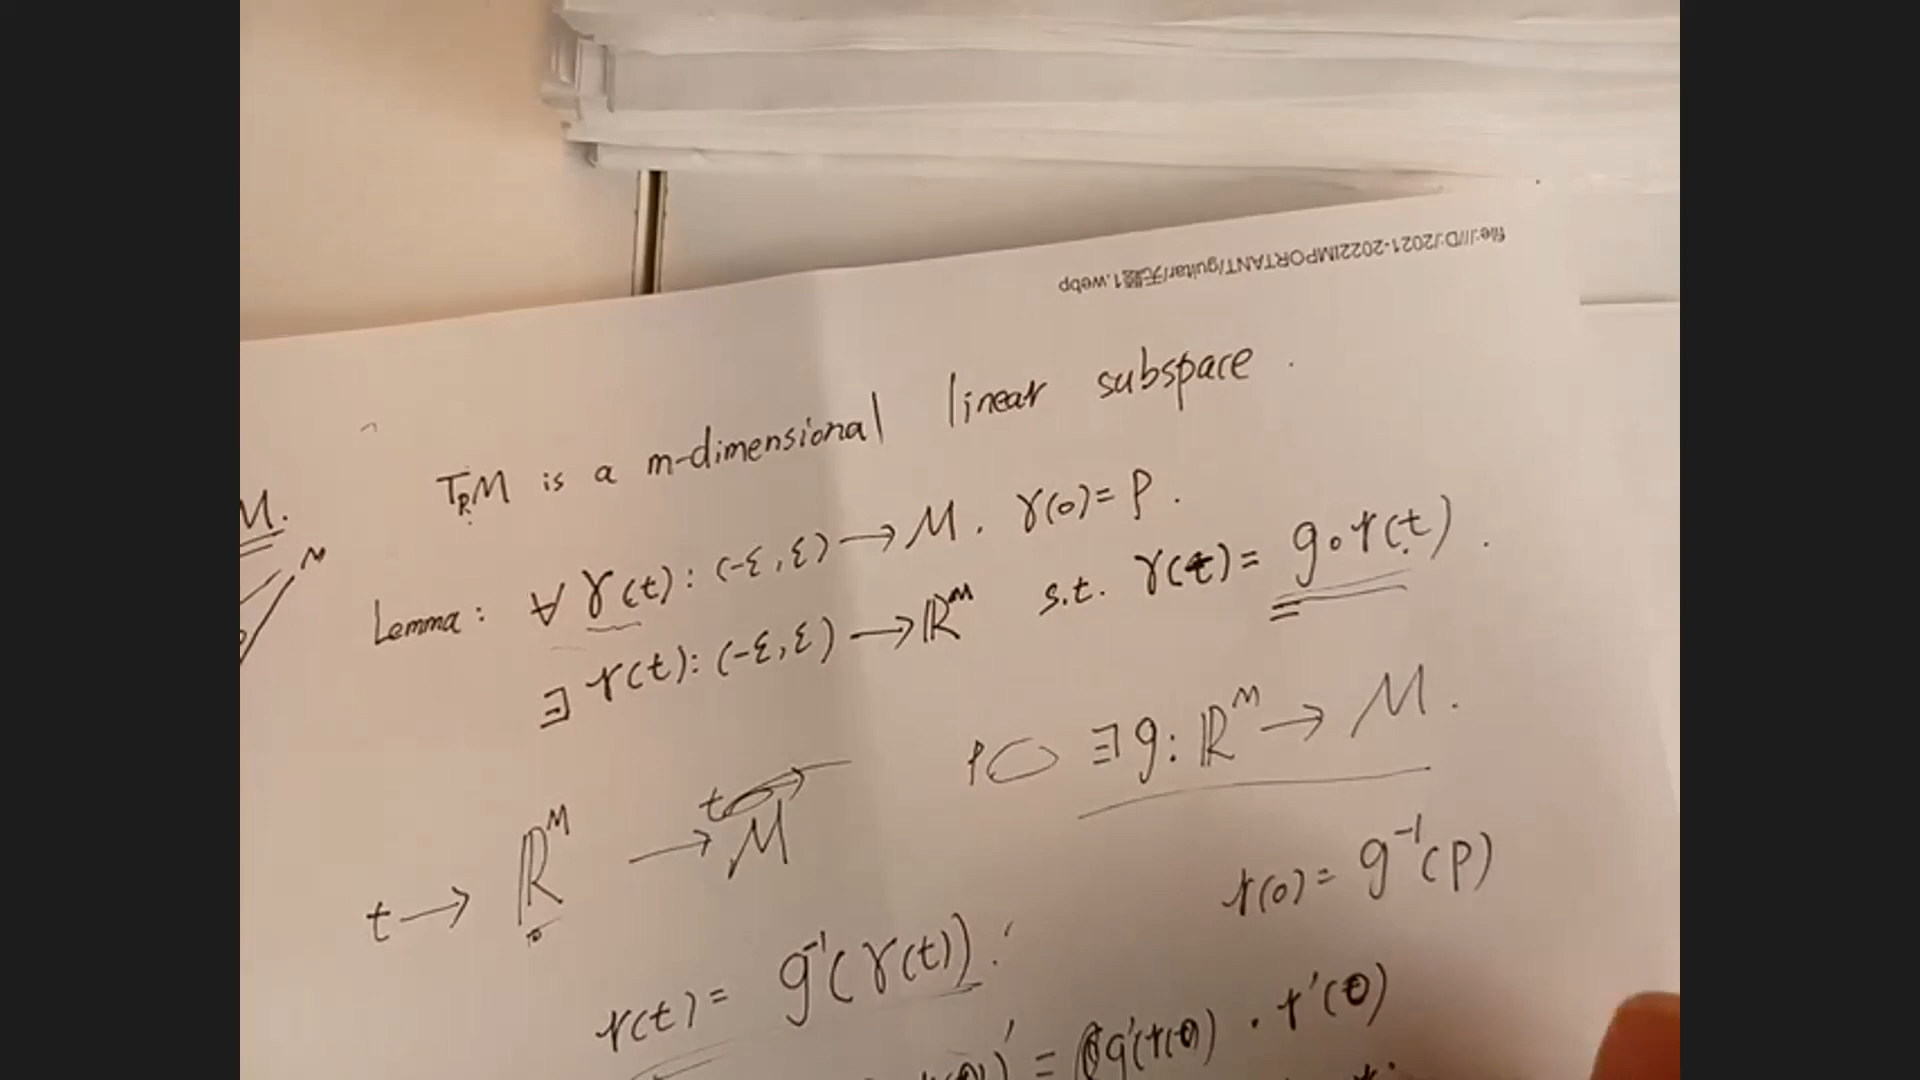 file:///D:/2021-2022IMPORTANT/guitar/无题1.webp
TₚM is a m-dimensional linear subspace.
M.
M
Lemma: ∀ γ(t): (-ε, ε) → M. γ(0) = p.
∃ r(t): (-ε, ε) → ℝᵐ s.t. γ(t) = g∘r(t).
∃ g: ℝᵐ → M.
t → ℝᵐ → M
t
r(0) = g⁻¹(p)
r(t) = g⁻¹(γ(t)).
= g'(r(0)) · r'(0)